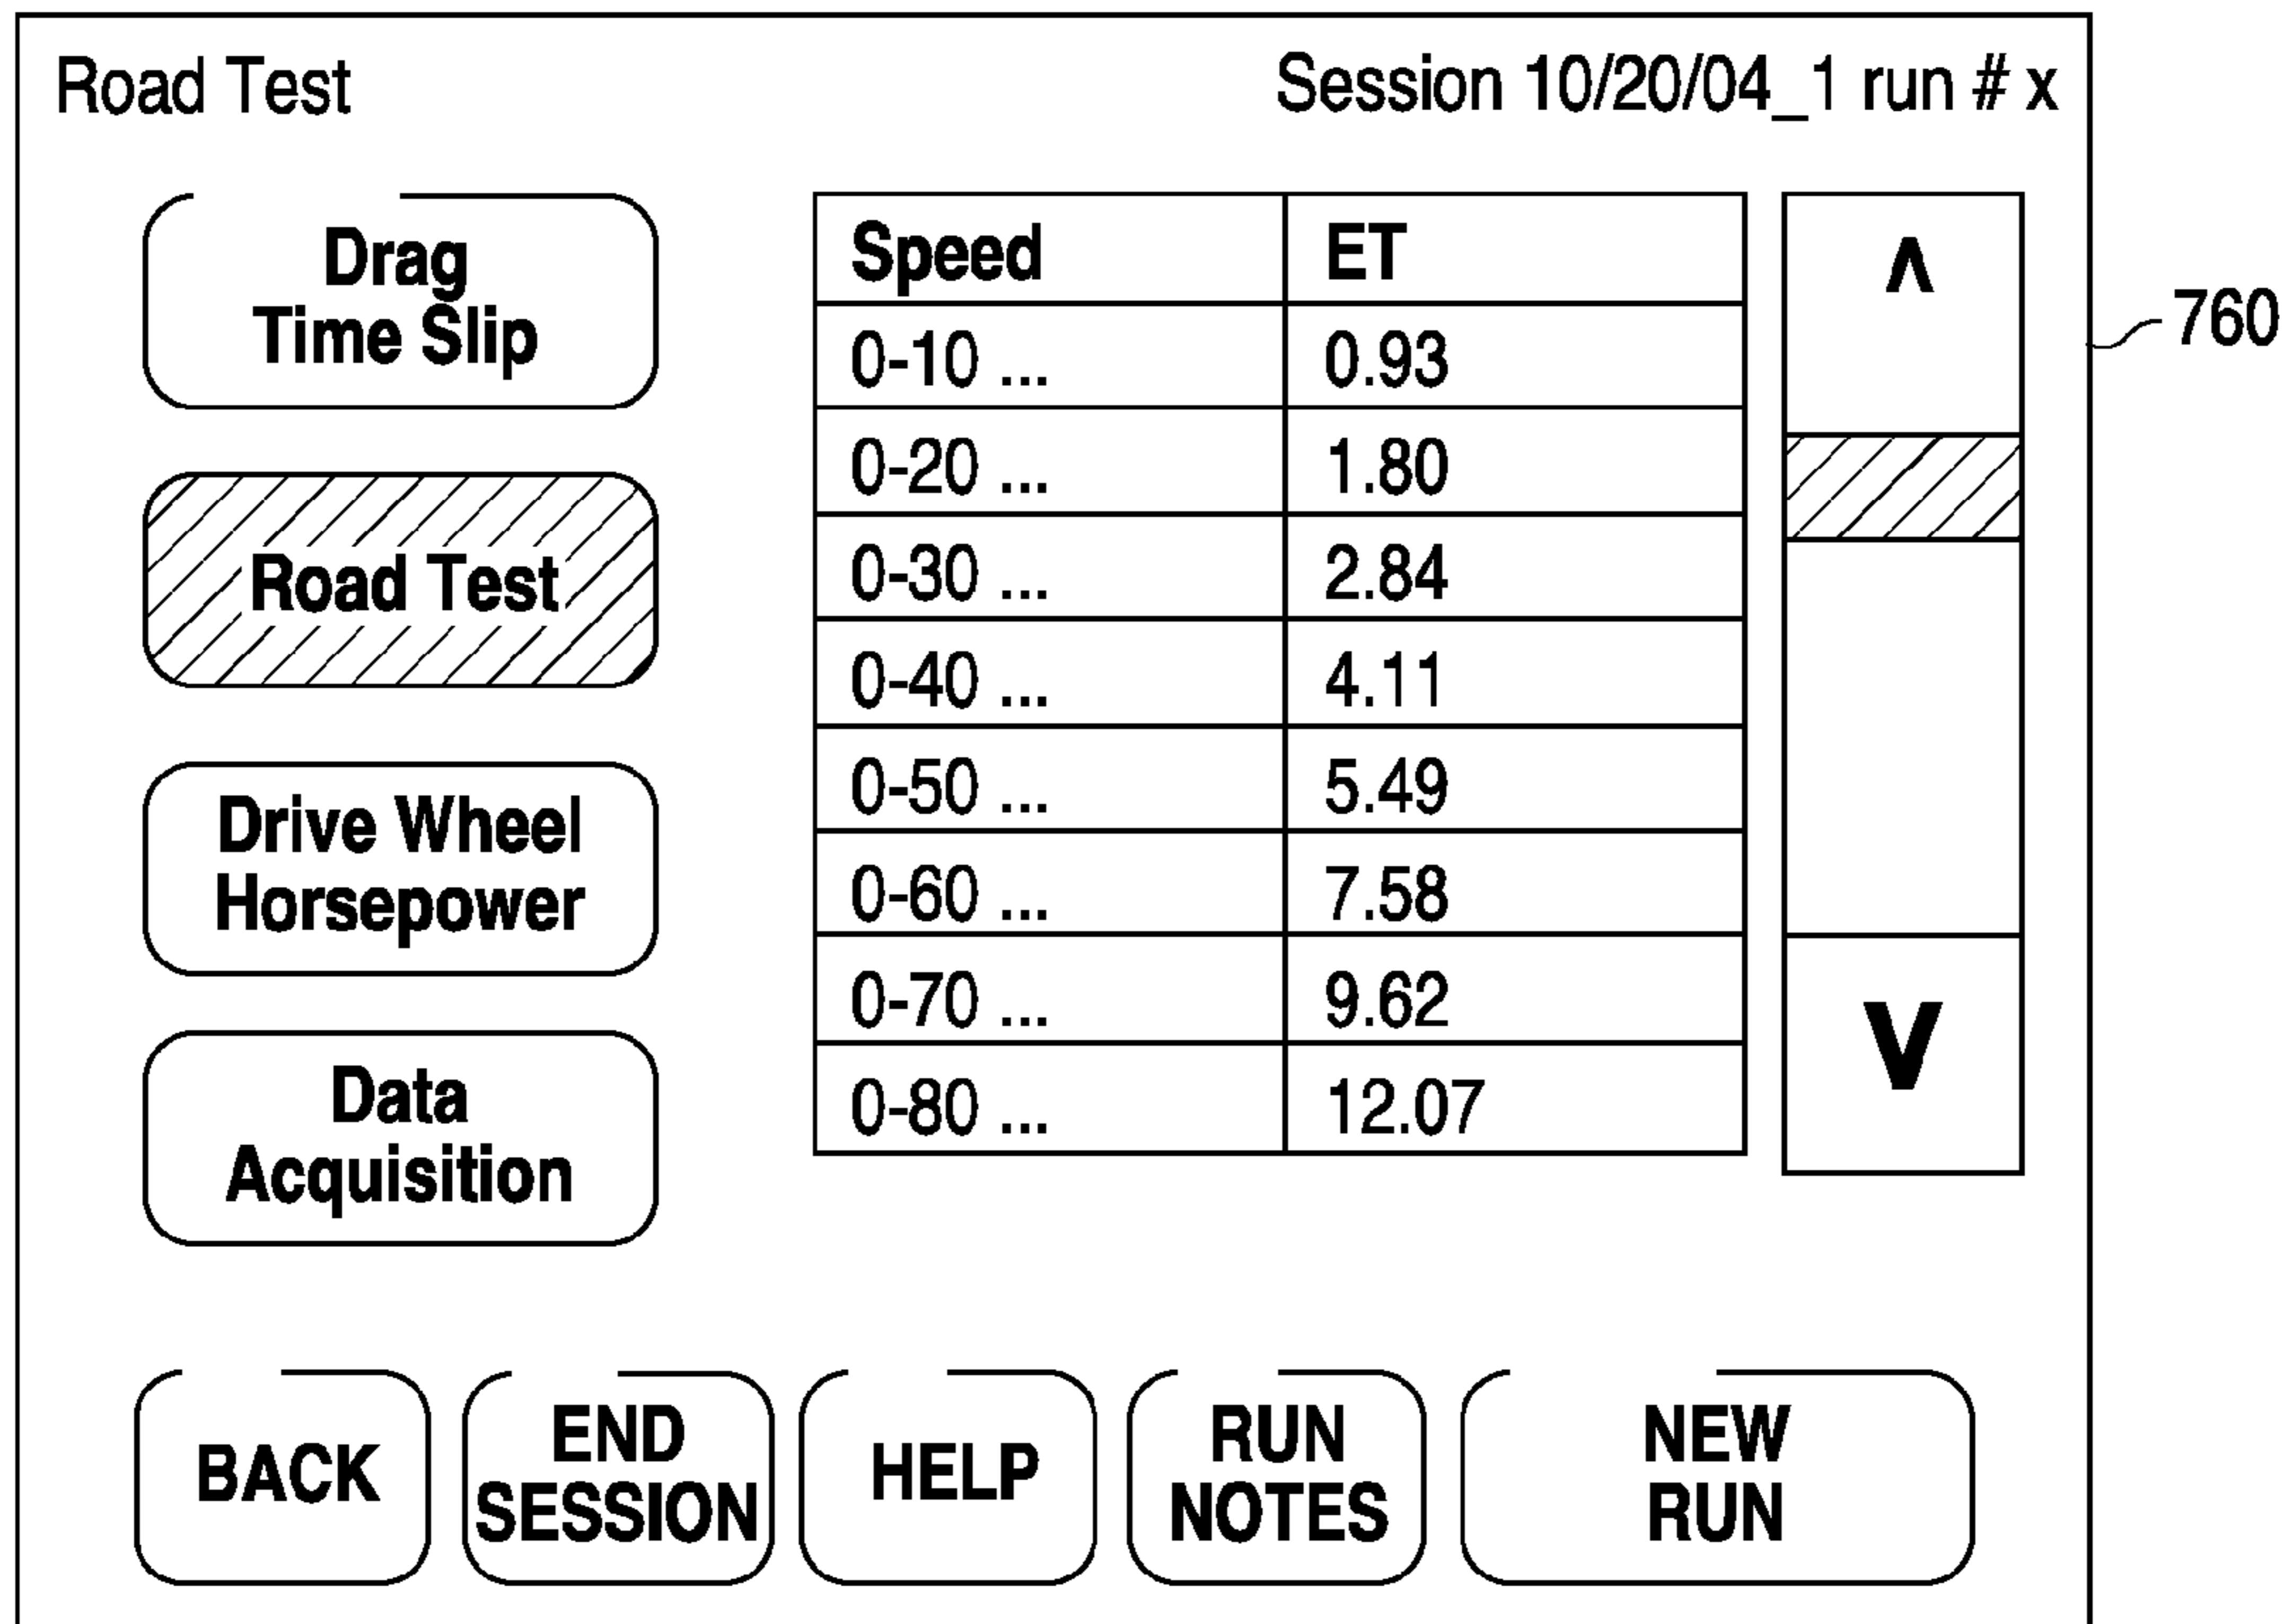 Road Test
Session 10/20/04_1 run # x
Drag
Time Slip
Road Test
Drive Wheel
Horsepower
Data
Acquisition
Speed ET
0-10 ... 0.93
0-20 ... 1.80
0-30 ... 2.84
0-40 ... 4.11
0-50 ... 5.49
0-60 ... 7.58
0-70 ... 9.62
0-80 ... 12.07
Λ
V
760
BACK
END
SESSION
HELP
RUN
NOTES
NEW
RUN